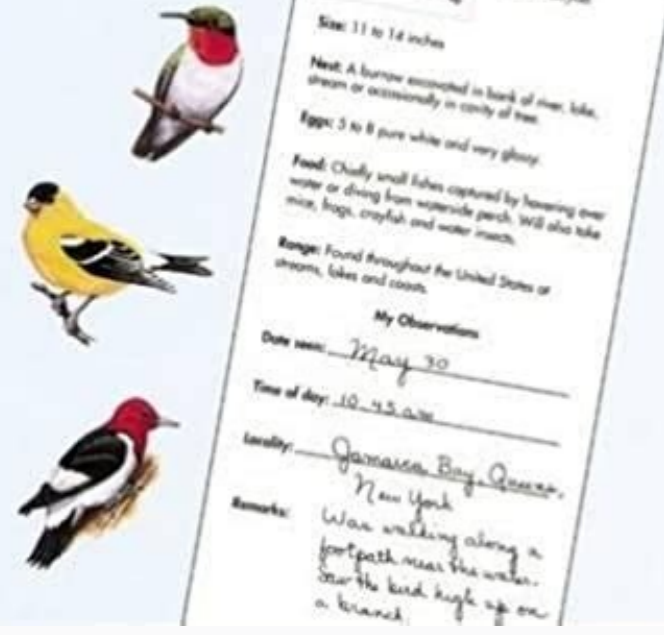 Size: 11 to 14 inches
Nest: A burrow excavated in bank of river, lake,
stream or occasionally in cavity of tree.
Eggs: 5 to 8 pure white and very glossy.
Food: Chiefly small fishes captured by hovering over
water or diving from waterside perch. Will also take
mice, frogs, crayfish and water insects.
Range: Found throughout the United States at
streams, lakes and coasts.
My Observations
Date seen: May 30
Time of day: 10:45 am
Locality: Jamaica Bay, Queens,
New York
Remarks: Was walking along a
footpath near the water.
Saw the bird high up on
a branch.